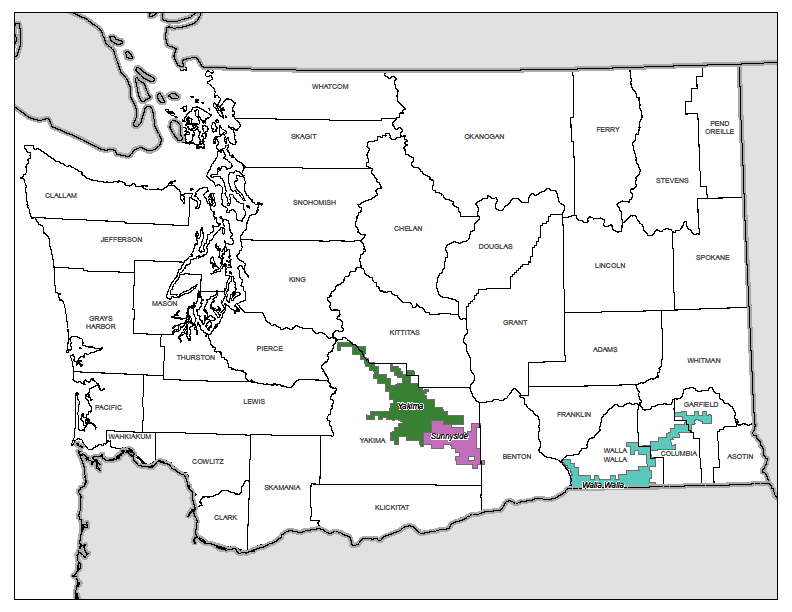 WHATCOM
SKAGIT
OKANOGAN
FERRY
PEND
OREILLE
STEVENS
CLALLAM
SNOHOMISH
CHELAN
JEFFERSON
DOUGLAS
SPOKANE
LINCOLN
KING
MASON
GRAYS
HARBOR
GRANT
KITTITAS
PIERCE
ADAMS
THURSTON
WHITMAN
LEWIS
PACIFIC
Yakima
GARFIELD
FRANKLIN
WAHKIAKUM
YAKIMA
Sunnyside
BENTON
WALLA
WALLA
COLUMBIA
ASOTIN
COWLITZ
SKAMANIA
Walla Walla
KLICKITAT
CLARK